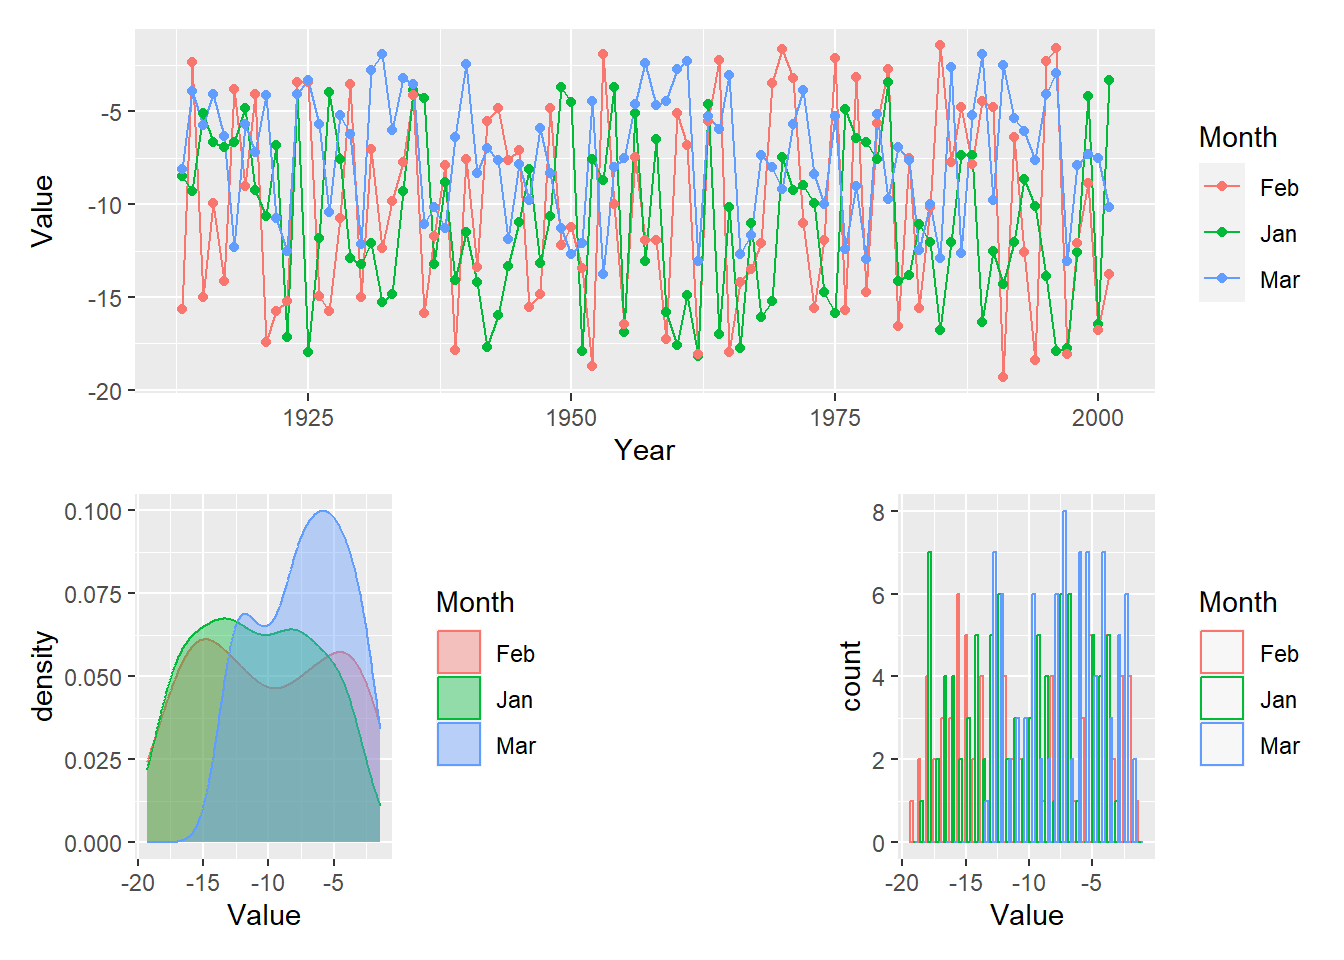 Value
-5
-10
-15
-20
1925 1950 1975 2000
Year
Month
Feb
Jan
Mar
density
0.100
0.075
0.050
0.025
0.000
-20 -15 -10 -5
Value
Month
Feb
Jan
Mar
count
8
6
4
2
0
-20 -15 -10 -5
Value
Month
Feb
Jan
Mar